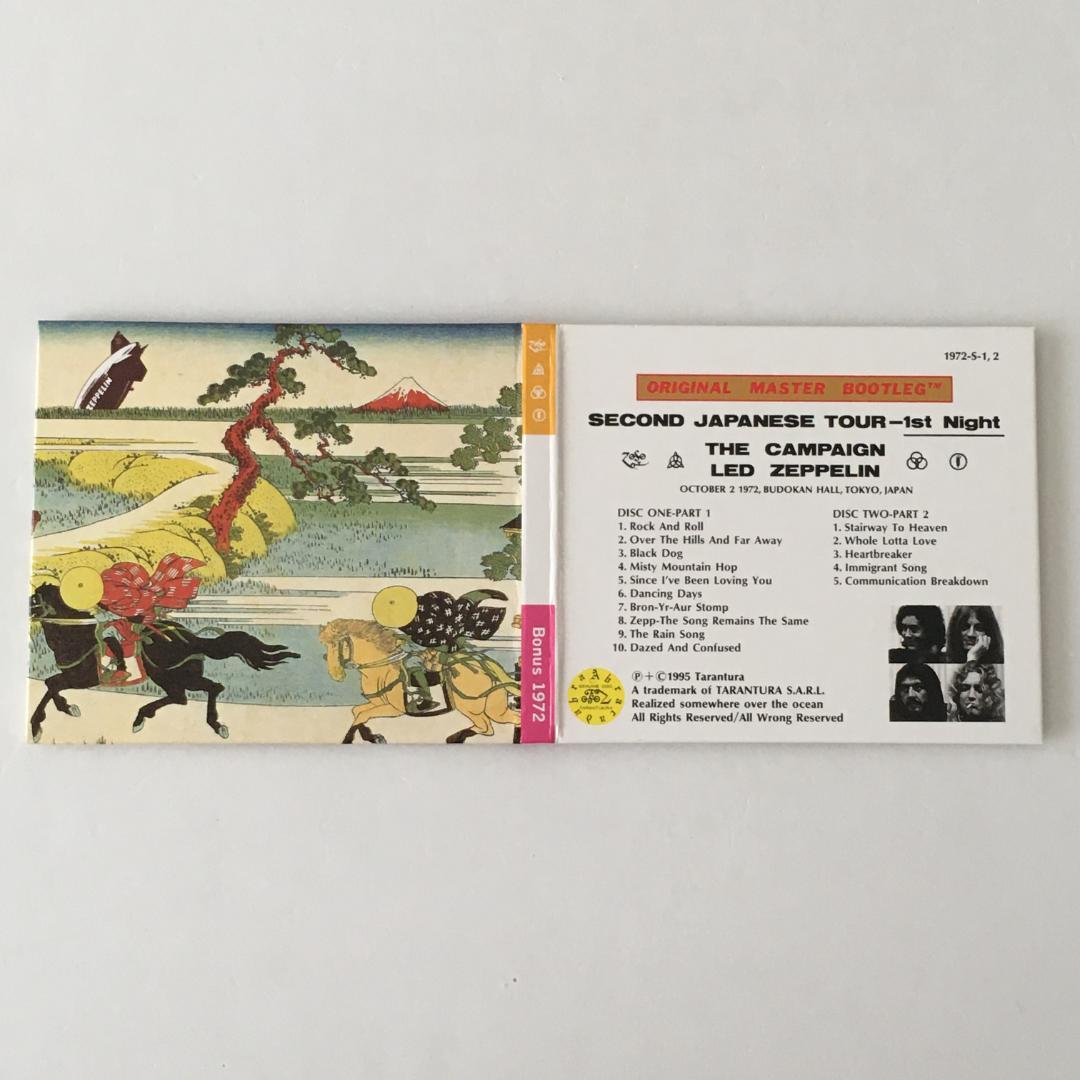 ZEPPELIN
Bonus 1972
1972-S-1, 2
ORIGINAL MASTER BOOTLEG™
SECOND JAPANESE TOUR–1st Night
THE CAMPAIGN
LED ZEPPELIN
OCTOBER 2 1972, BUDOKAN HALL, TOKYO, JAPAN
DISC ONE-PART 1
1. Rock And Roll
2. Over The Hills And Far Away
3. Black Dog
4. Misty Mountain Hop
5. Since I've Been Loving You
6. Dancing Days
7. Bron-Yr-Aur Stomp
8. Zepp-The Song Remains The Same
9. The Rain Song
10. Dazed And Confused
DISC TWO-PART 2
1. Stairway To Heaven
2. Whole Lotta Love
3. Heartbreaker
4. Immigrant Song
5. Communication Breakdown
Ⓟ+Ⓒ1995 Tarantura
A trademark of TARANTURA S.A.R.L.
Realized somewhere over the ocean
All Rights Reserved/All Wrong Reserved